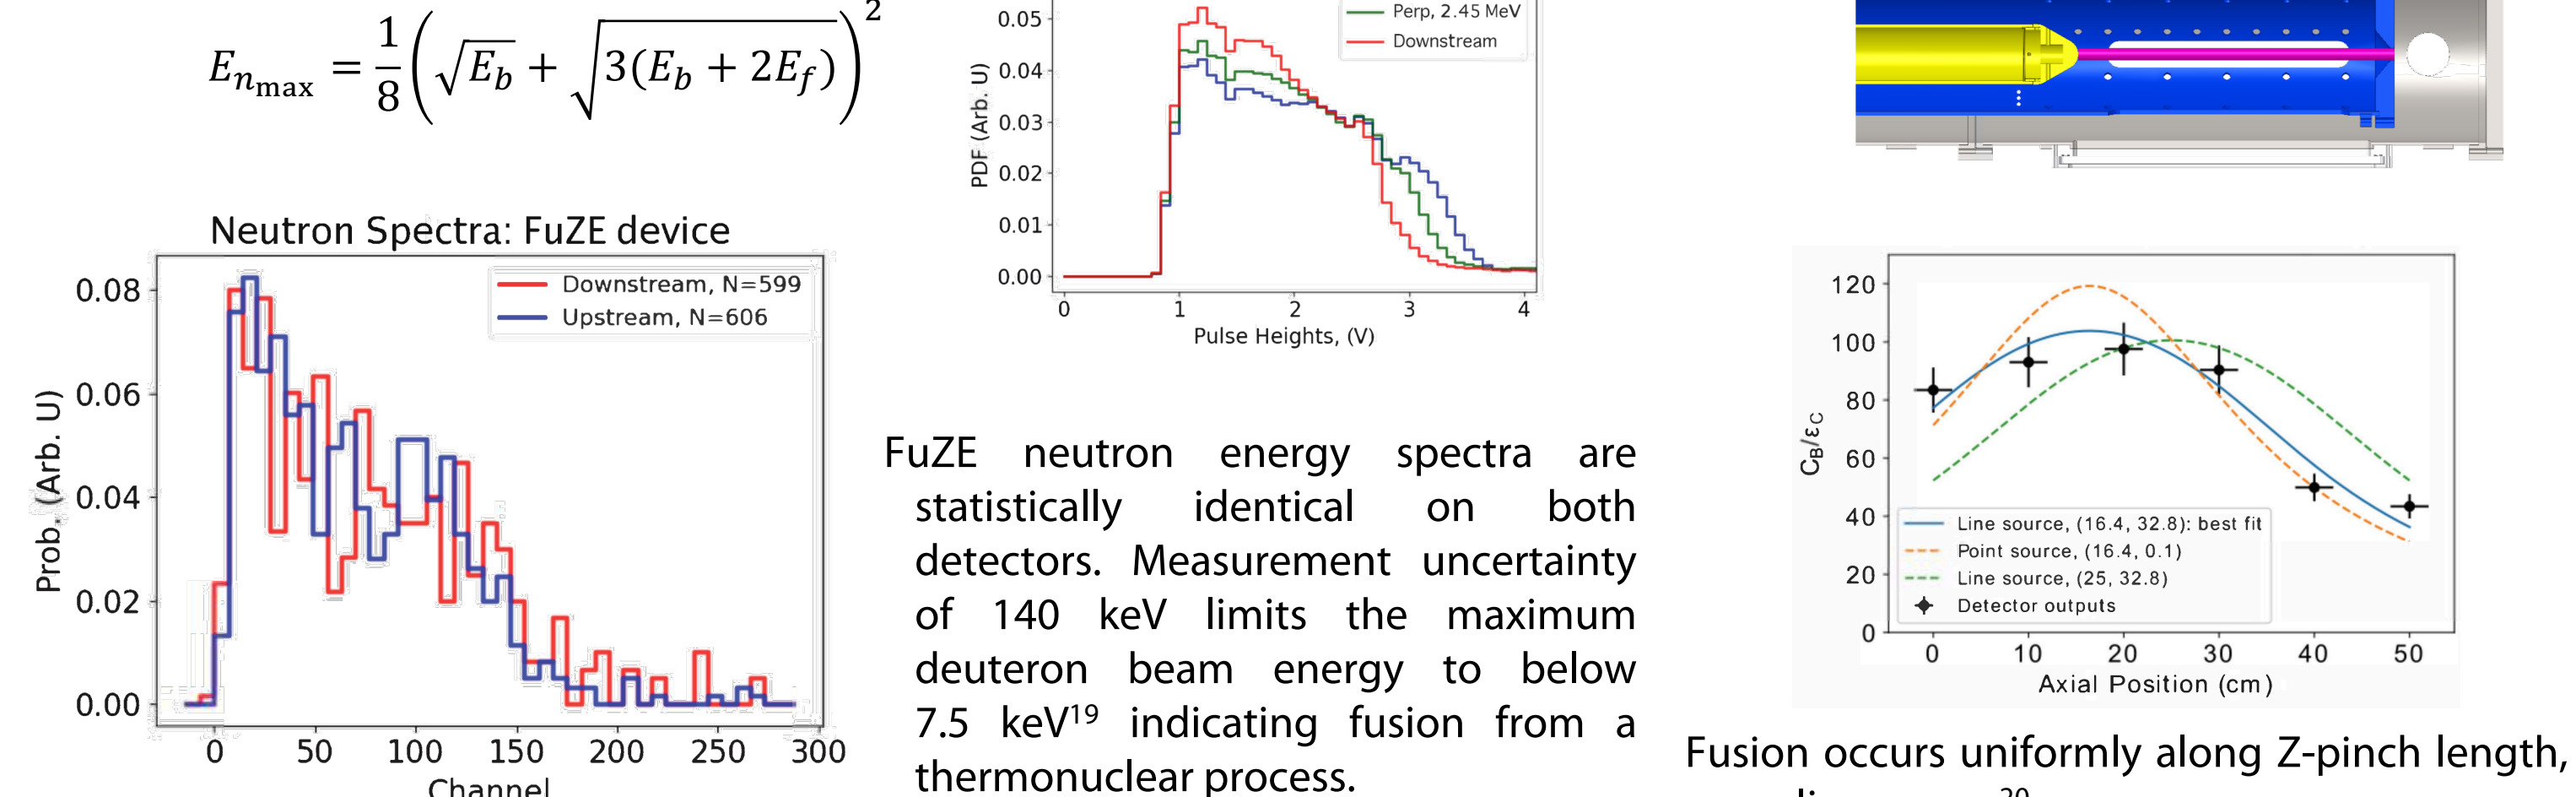 E_{n_max} = 1/8 (√E_b + √3(E_b + 2E_f))²
Neutron Spectra: FuZE device
Prob. (Arb. U)
0.08
0.06
0.04
0.02
0.00
Downstream, N=599
Upstream, N=606
0 50 100 150 200 250 300
Channel
PDF (Arb. U)
0.05
0.04
0.03
0.02
0.01
0.00
Perp, 2.45 MeV
Downstream
0 1 2 3 4
Pulse Heights, (V)
FuZE neutron energy spectra are
statistically identical on both
detectors. Measurement uncertainty
of 140 keV limits the maximum
deuteron beam energy to below
7.5 keV¹⁹ indicating fusion from a
thermonuclear process.
C_B/ε_C
120
100
80
60
40
20
0
Line source, (16.4, 32.8): best fit
Point source, (16.4, 0.1)
Line source, (25, 32.8)
Detector outputs
0 10 20 30 40 50
Axial Position (cm)
Fusion occurs uniformly along Z-pinch length,
20